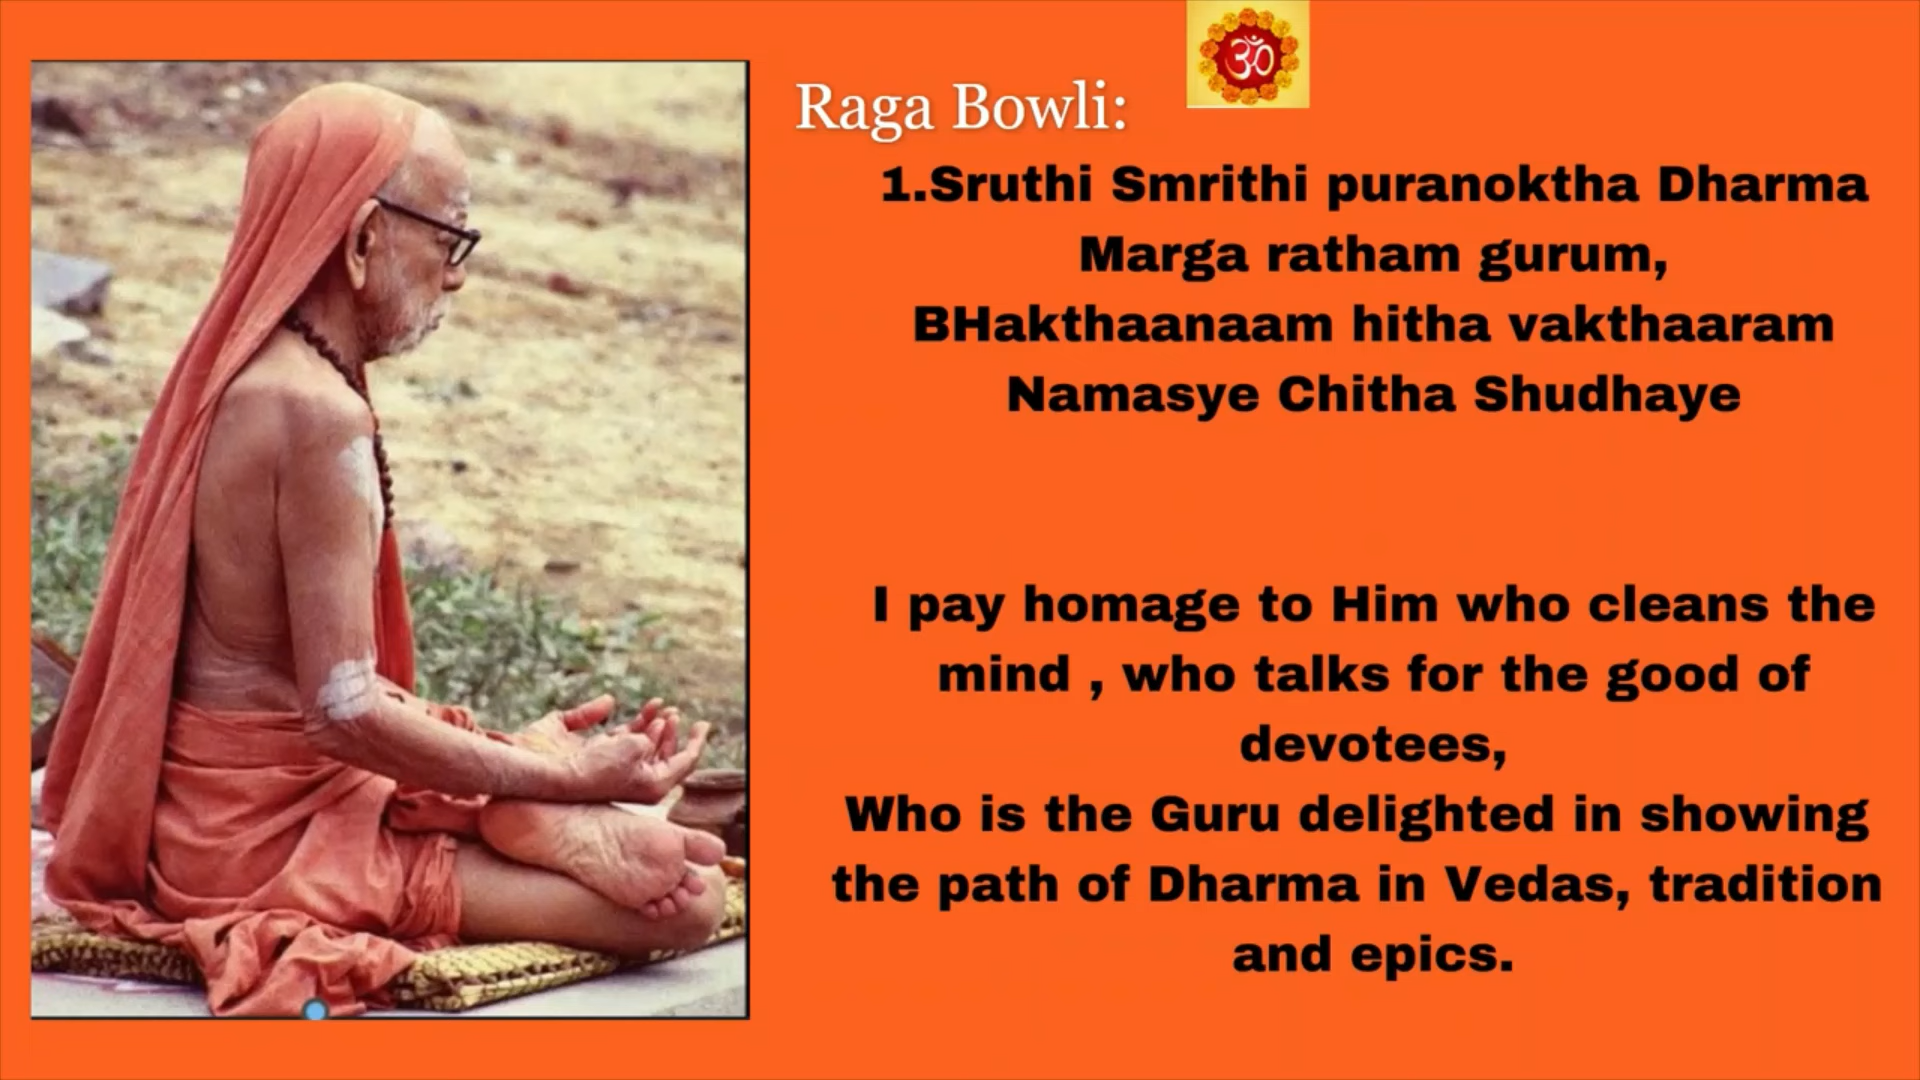 ॐ
Raga Bowli:
1.Sruthi Smrithi puranoktha Dharma
Marga ratham gurum,
BHakthaanaam hitha vakthaaram
Namasye Chitha Shudhaye
I pay homage to Him who cleans the
mind , who talks for the good of
devotees,
Who is the Guru delighted in showing
the path of Dharma in Vedas, tradition
and epics.